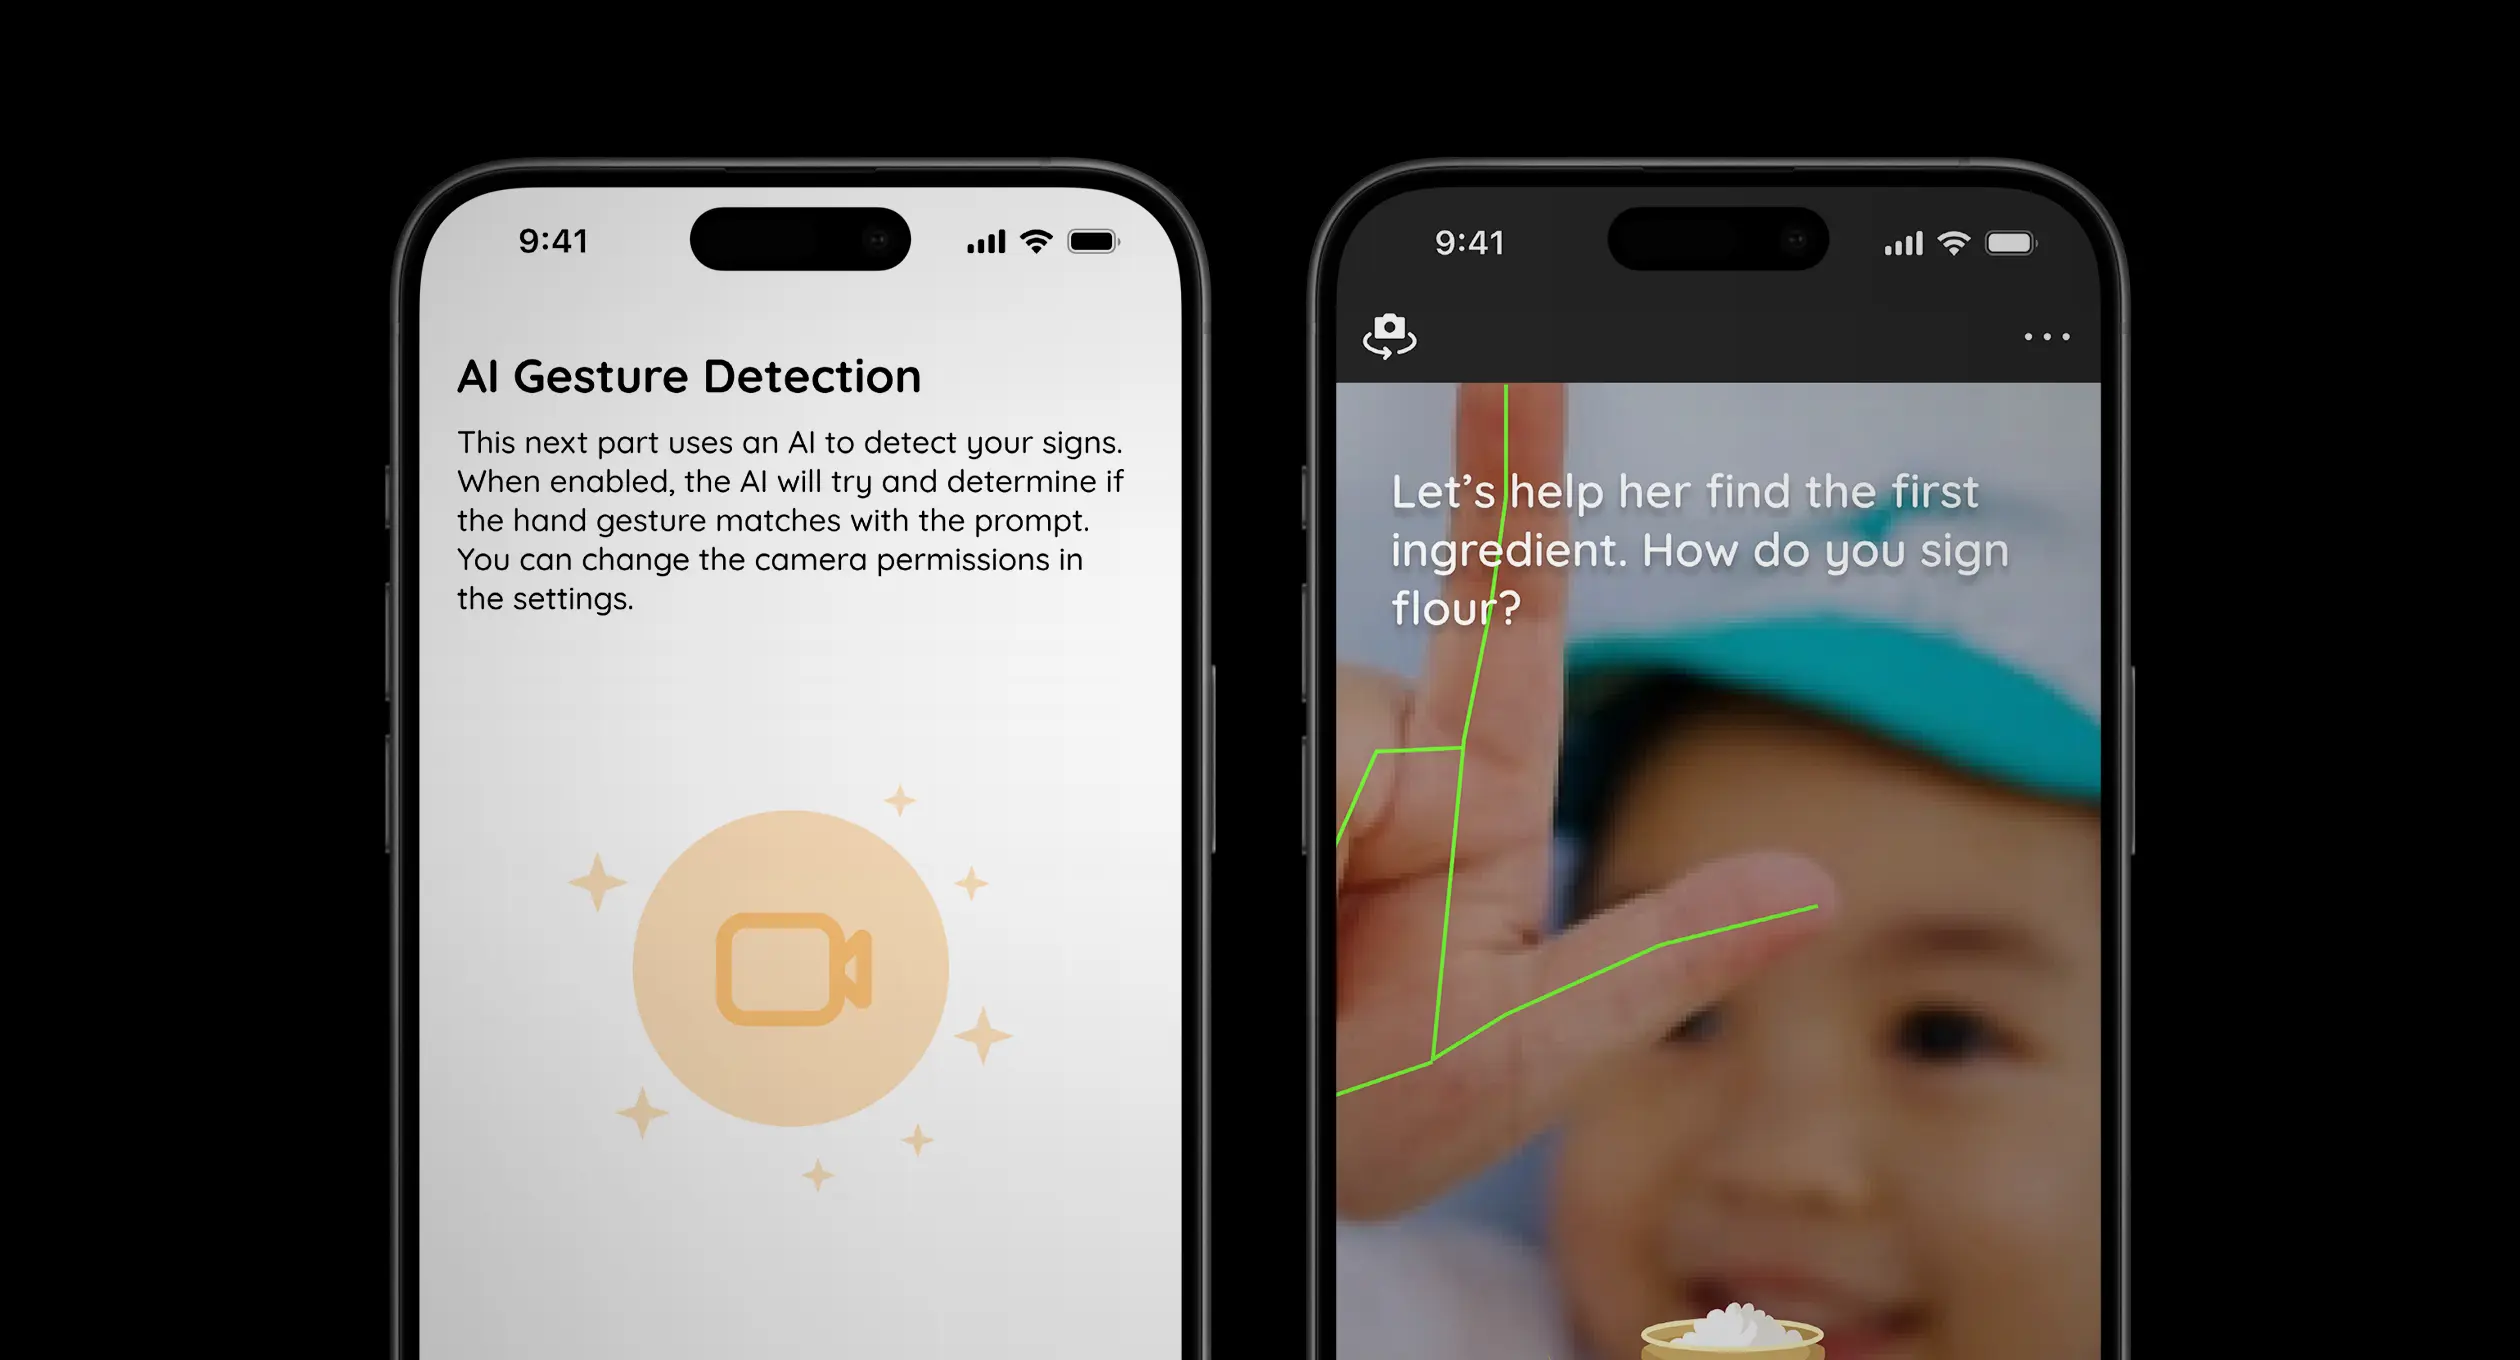 9:41
AI Gesture Detection
This next part uses an AI to detect your signs.
When enabled, the AI will try and determine if
the hand gesture matches with the prompt.
You can change the camera permissions in
the settings.
9:41
Let’s help her find the first
ingredient. How do you sign
flour?